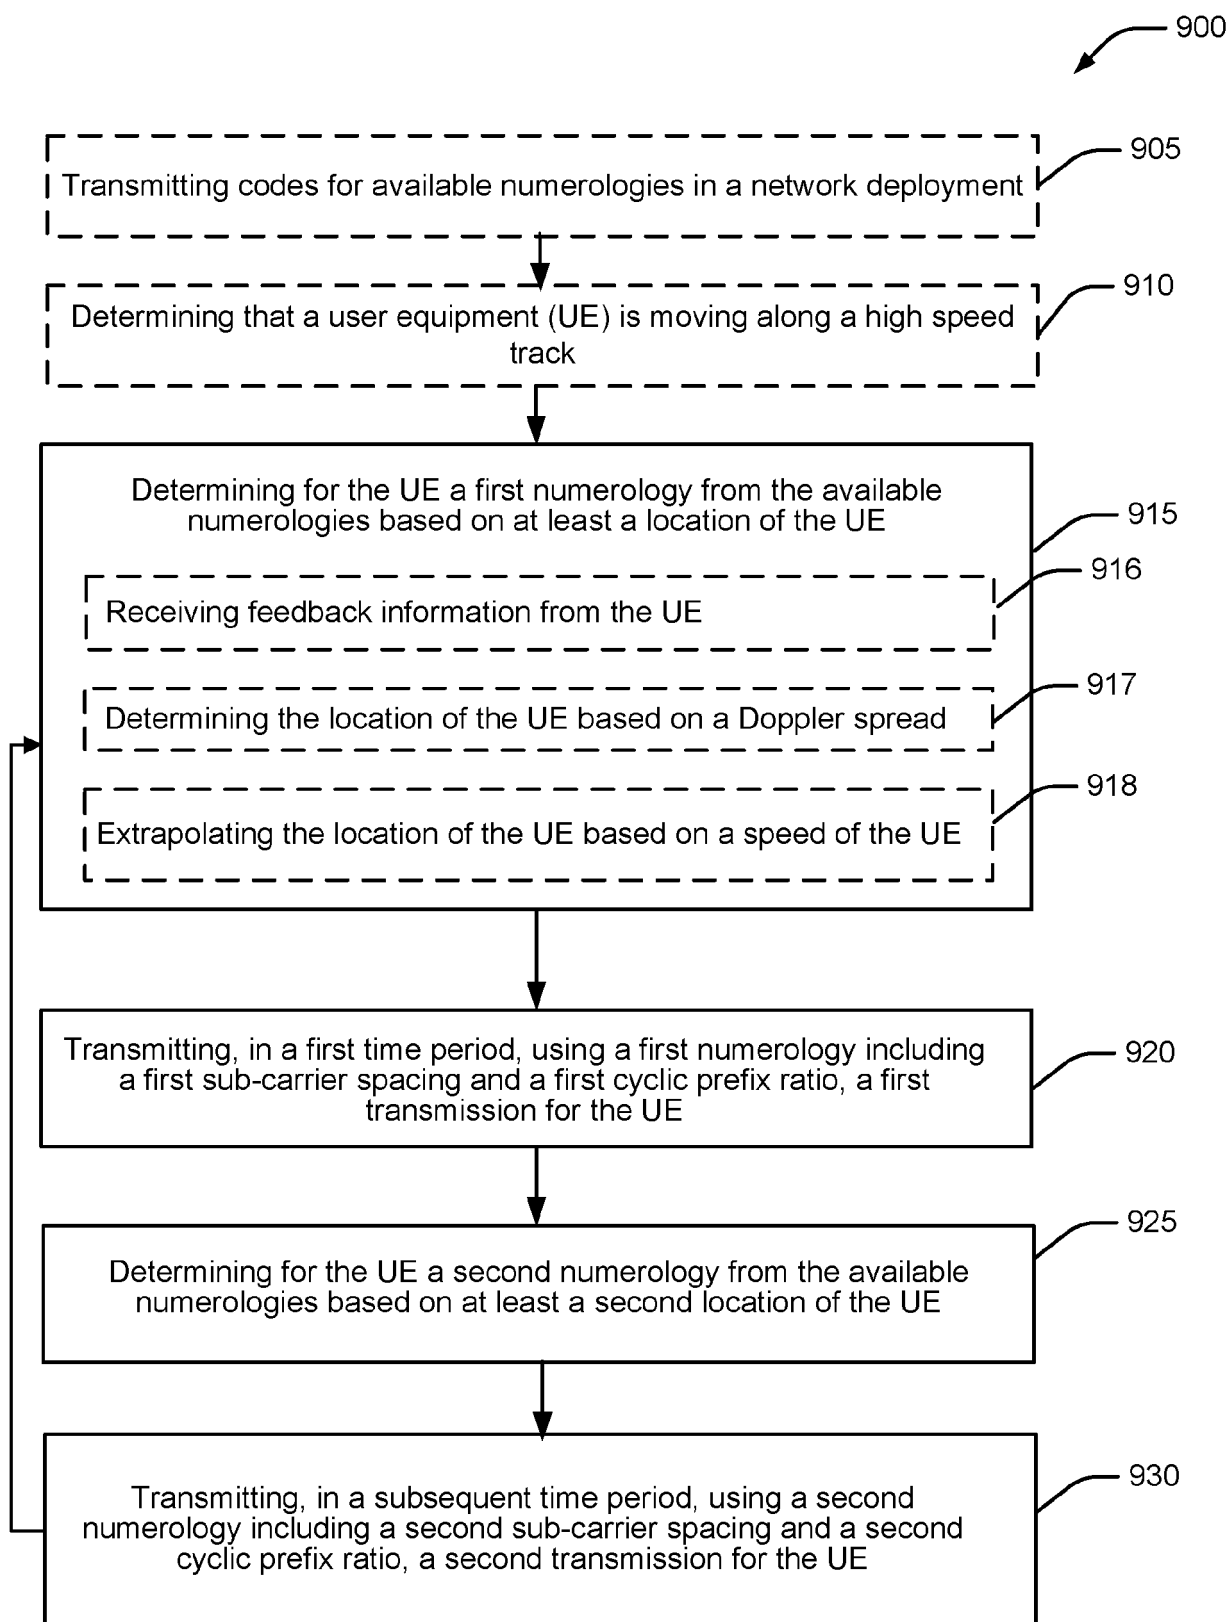 900
905
Transmitting codes for available numerologies in a network deployment
910
Determining that a user equipment (UE) is moving along a high speed
track
Determining for the UE a first numerology from the available
numerologies based on at least a location of the UE
915
916
Receiving feedback information from the UE
917
Determining the location of the UE based on a Doppler spread
918
Extrapolating the location of the UE based on a speed of the UE
Transmitting, in a first time period, using a first numerology including
a first sub-carrier spacing and a first cyclic prefix ratio, a first
transmission for the UE
920
925
Determining for the UE a second numerology from the available
numerologies based on at least a second location of the UE
930
Transmitting, in a subsequent time period, using a second
numerology including a second sub-carrier spacing and a second
cyclic prefix ratio, a second transmission for the UE